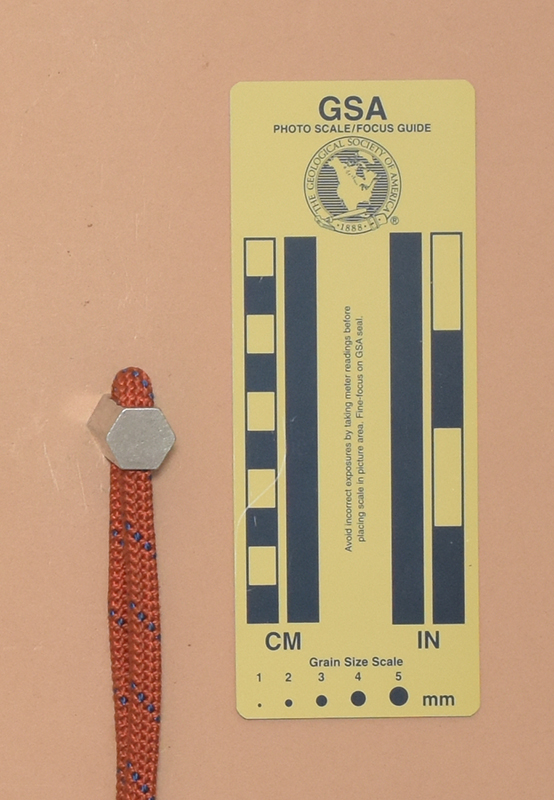 GSA
PHOTO SCALE/FOCUS GUIDE
THE GEOLOGICAL SOCIETY OF AMERICA
·1888·
®
Avoid incorrect exposures by taking meter readings before
placing scale in picture area. Fine-focus on GSA seal.
CM IN
Grain Size Scale
1 2 3 4 5
mm